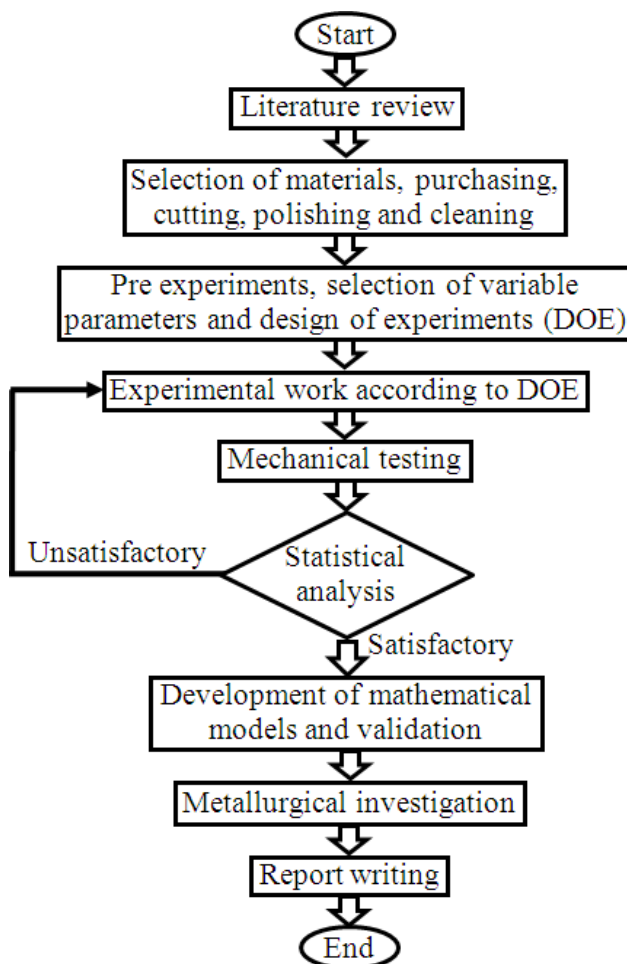 Start
Literature review
Selection of materials, purchasing,
cutting, polishing and cleaning
Pre experiments, selection of variable
parameters and design of experiments (DOE)
Experimental work according to DOE
Mechanical testing
Unsatisfactory
Statistical
analysis
Satisfactory
Development of mathematical
models and validation
Metallurgical investigation
Report writing
End